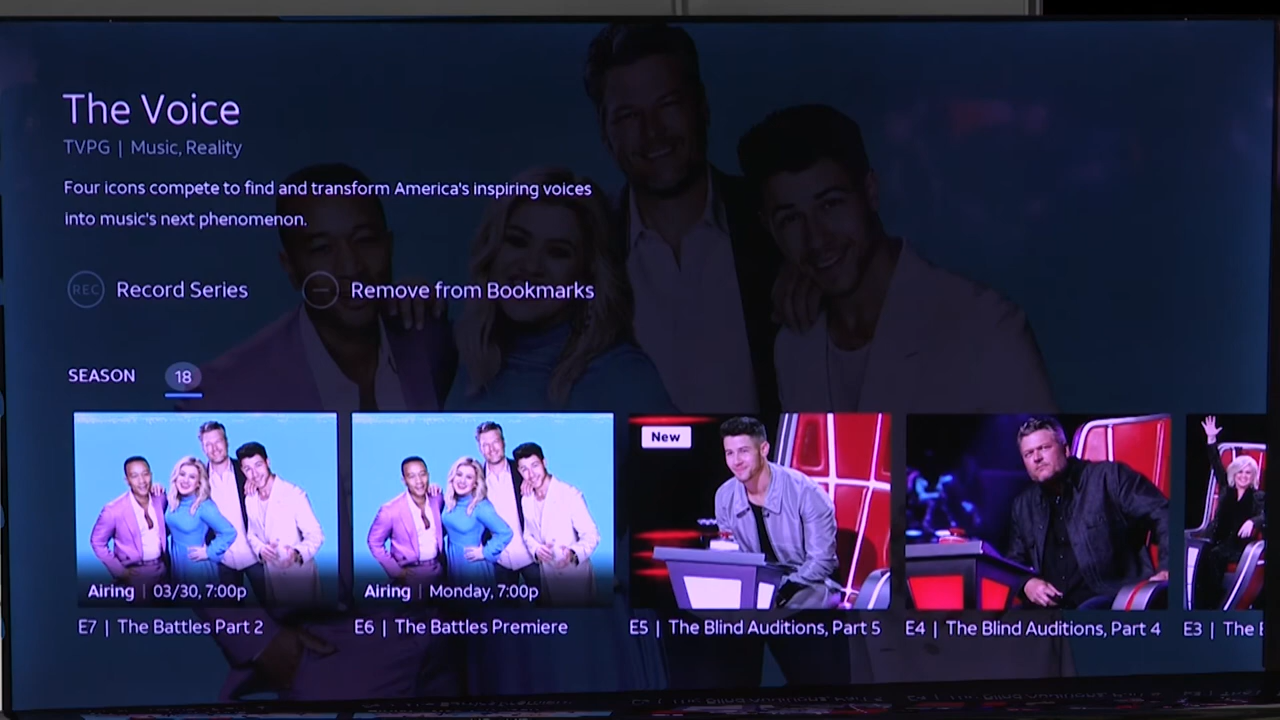 The Voice
TVPG | Music, Reality
Four icons compete to find and transform America's inspiring voices
into music's next phenomenon.
REC Record Series
Remove from Bookmarks
SEASON 18
New
Airing | 03/30, 7:00p
Airing | Monday, 7:00p
E7 | The Battles Part 2
E6 | The Battles Premiere
E5 | The Blind Auditions, Part 5
E4 | The Blind Auditions, Part 4
E3 | The